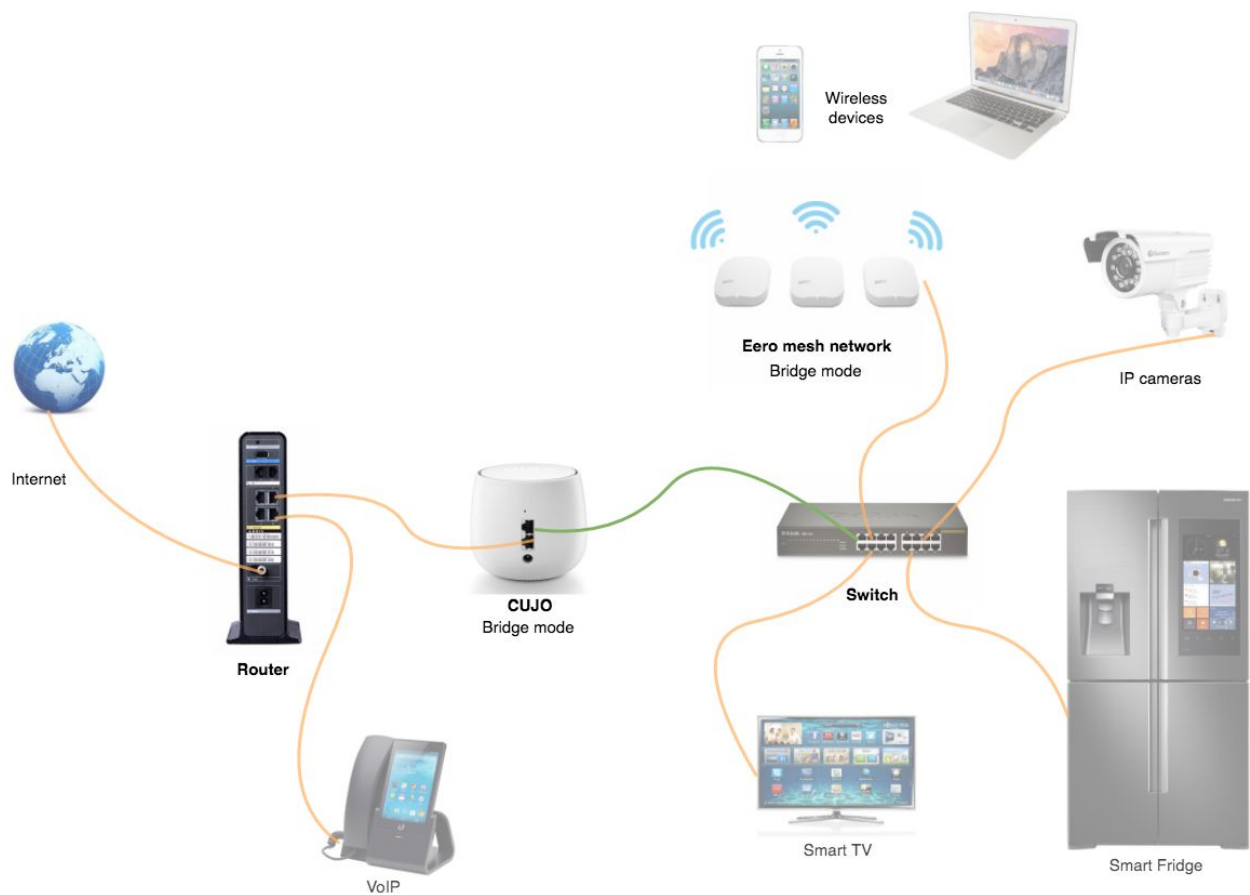 Wireless
devices
Eero mesh network
Bridge mode
IP cameras
Internet
CUJO
Bridge mode
Switch
Router
Smart TV
Smart Fridge
VoIP